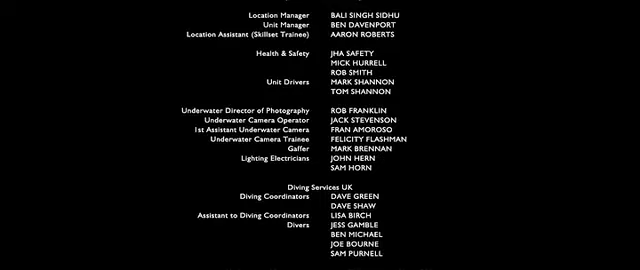 Location Manager BALI SINGH SIDHU
Unit Manager BEN DAVENPORT
Location Assistant (Skillset Trainee) AARON ROBERTS
Health & Safety JHA SAFETY
MICK HURRELL
ROB SMITH
Unit Drivers MARK SHANNON
TOM SHANNON
Underwater Director of Photography ROB FRANKLIN
Underwater Camera Operator JACK STEVENSON
1st Assistant Underwater Camera FRAN AMOROSO
Underwater Camera Trainee FELICITY FLASHMAN
Gaffer MARK BRENNAN
Lighting Electricians JOHN HERN
SAM HORN
Diving Services UK
Diving Coordinators DAVE GREEN
DAVE SHAW
Assistant to Diving Coordinators LISA BIRCH
Divers JESS GAMBLE
BEN MICHAEL
JOE BOURNE
SAM PURNELL